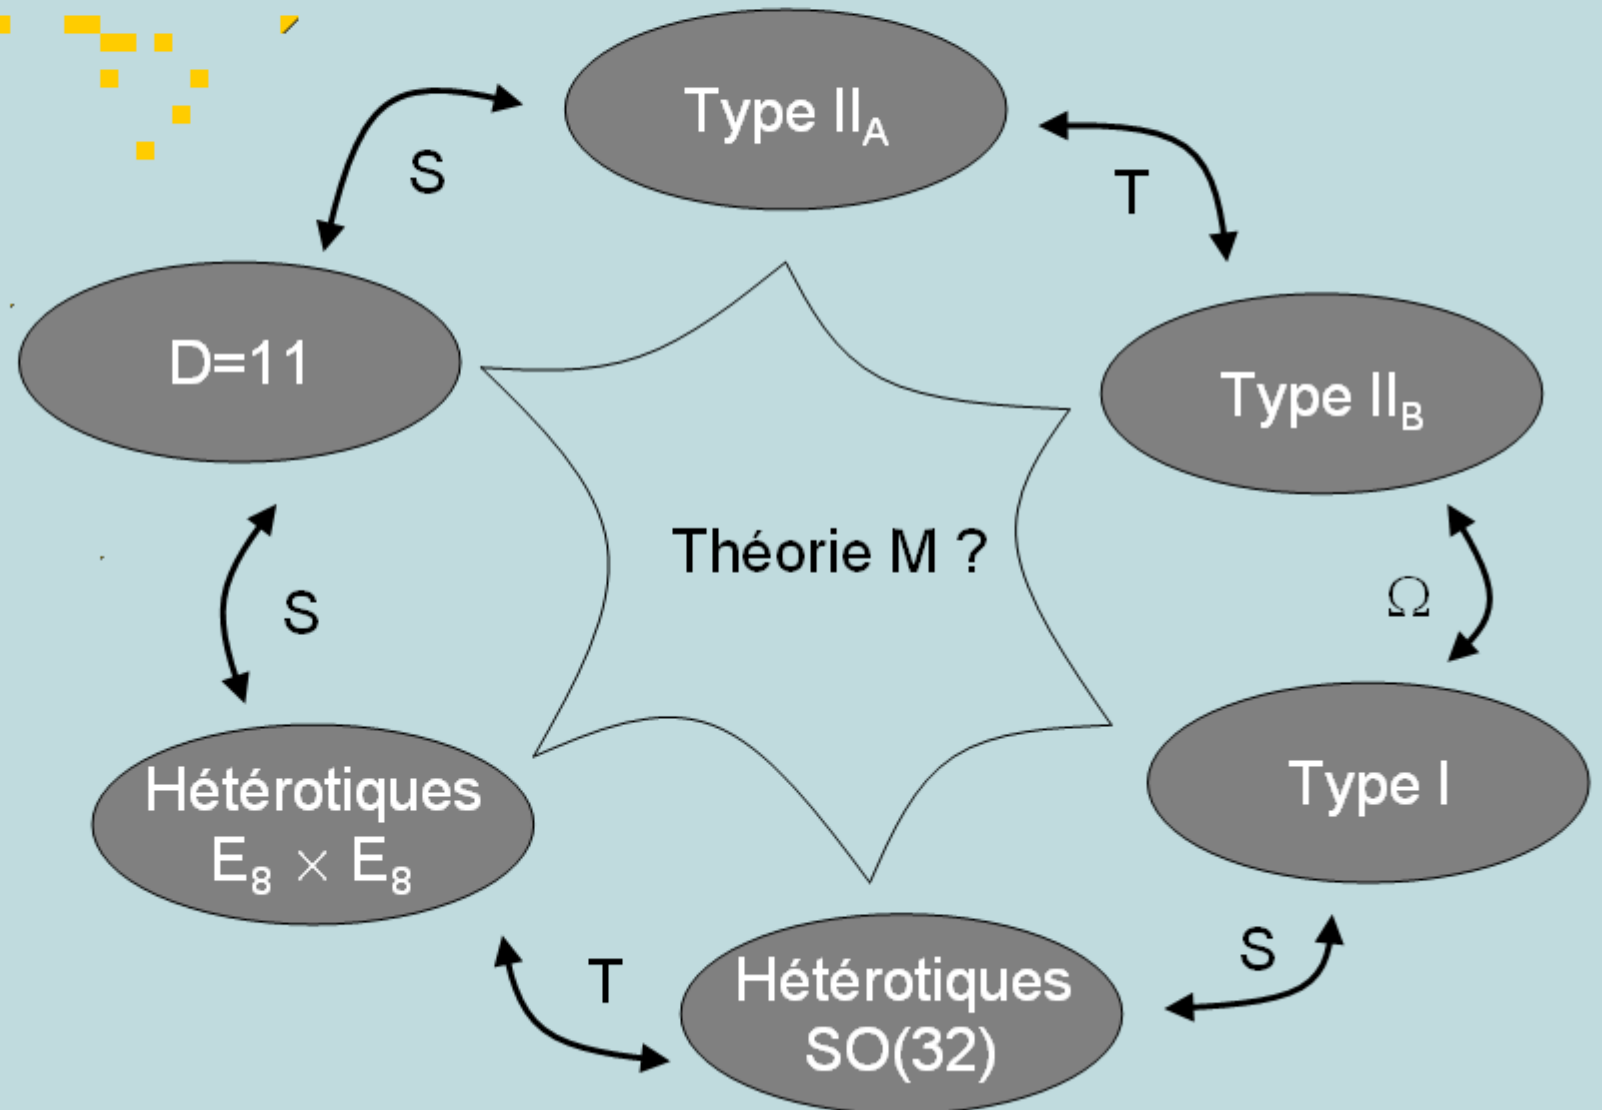 Type II_A
S
T
D=11
Type II_B
Théorie M ?
S
Ω
Type I
Hétérotiques
E₈ × E₈
S
T
Hétérotiques
SO(32)